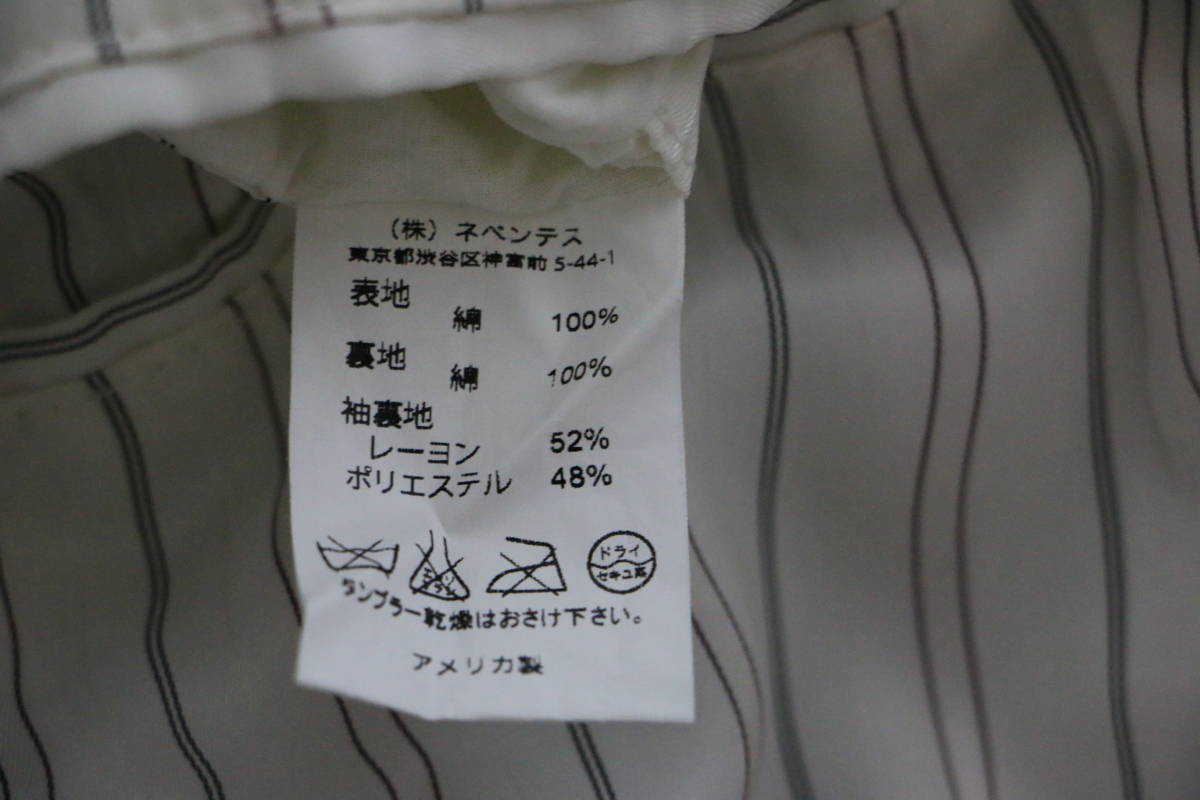 （株）ネペンテス
東京都渋谷区神宮前 5-44-1
表地
綿 100%
裏地
綿 100%
袖裏地
レーヨン 52%
ポリエステル 48%
ドライ
セキユ系
タンブラー乾燥はおさけ下さい。
アメリカ製